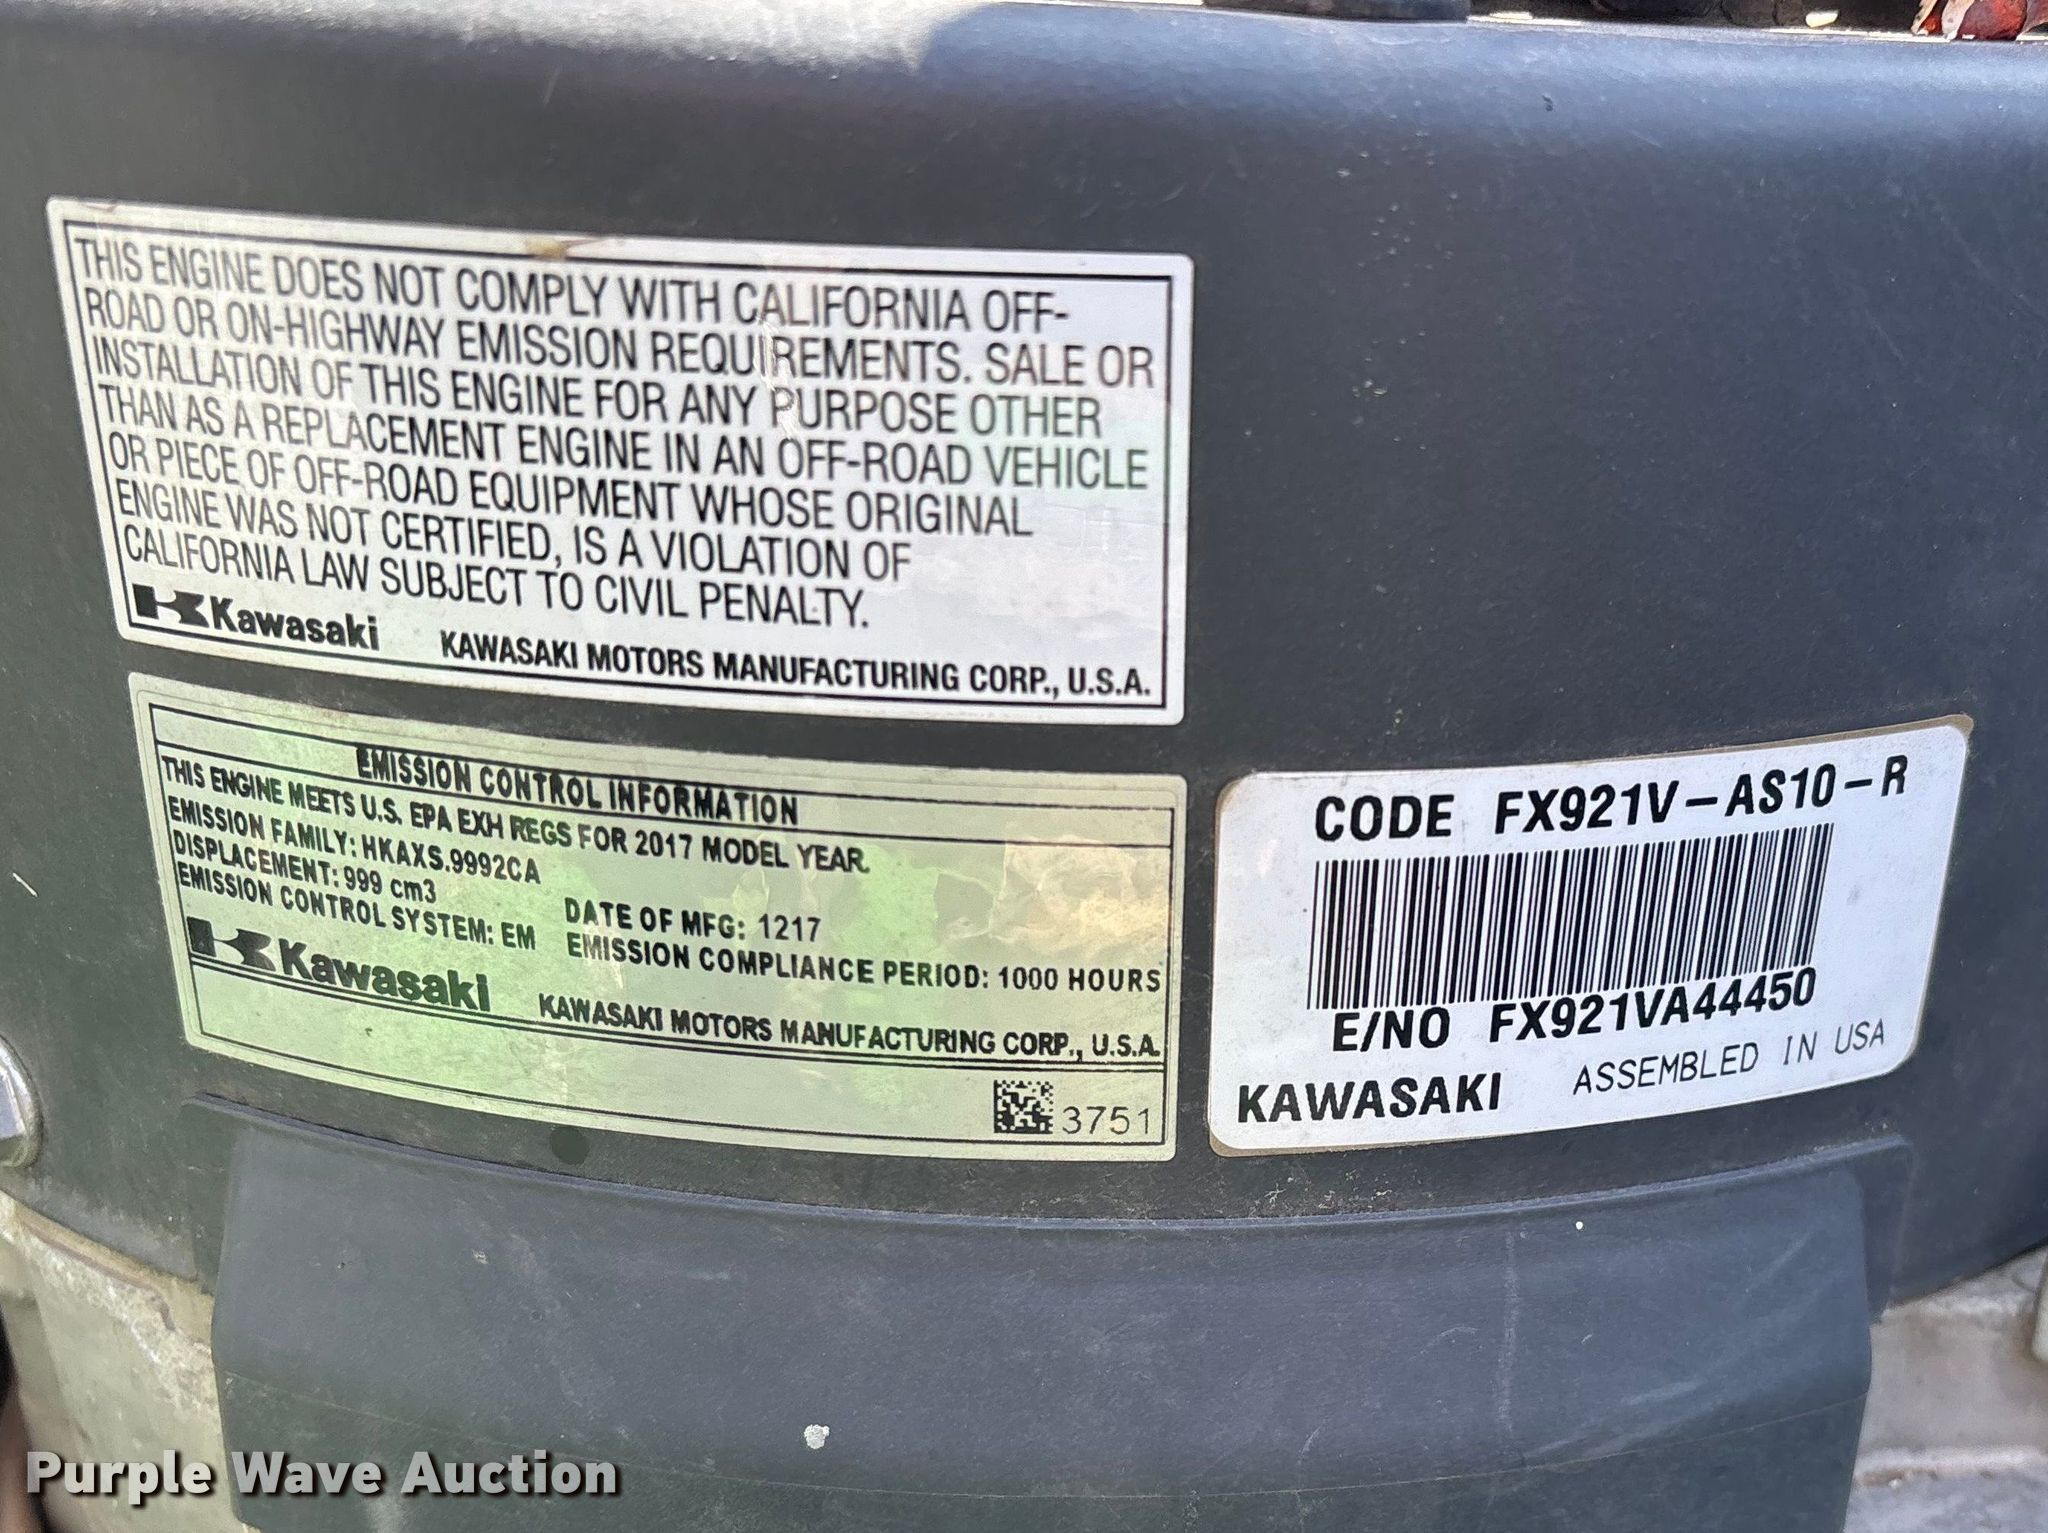 THIS ENGINE DOES NOT COMPLY WITH CALIFORNIA OFF-
ROAD OR ON-HIGHWAY EMISSION REQUIREMENTS. SALE OR
INSTALLATION OF THIS ENGINE FOR ANY PURPOSE OTHER
THAN AS A REPLACEMENT ENGINE IN AN OFF-ROAD VEHICLE
OR PIECE OF OFF-ROAD EQUIPMENT WHOSE ORIGINAL
ENGINE WAS NOT CERTIFIED, IS A VIOLATION OF
CALIFORNIA LAW SUBJECT TO CIVIL PENALTY.
Kawasaki KAWASAKI MOTORS MANUFACTURING CORP., U.S.A.
EMISSION CONTROL INFORMATION
THIS ENGINE MEETS U.S. EPA EXH REGS FOR 2017 MODEL YEAR.
EMISSION FAMILY: HKAXS.9992CA
DISPLACEMENT: 999 cm3 DATE OF MFG: 1217
EMISSION CONTROL SYSTEM: EM EMISSION COMPLIANCE PERIOD: 1000 HOURS
Kawasaki KAWASAKI MOTORS MANUFACTURING CORP., U.S.A.
3751
CODE FX921V-AS10-R
E/NO FX921VA44450
KAWASAKI ASSEMBLED IN USA
Purple Wave Auction